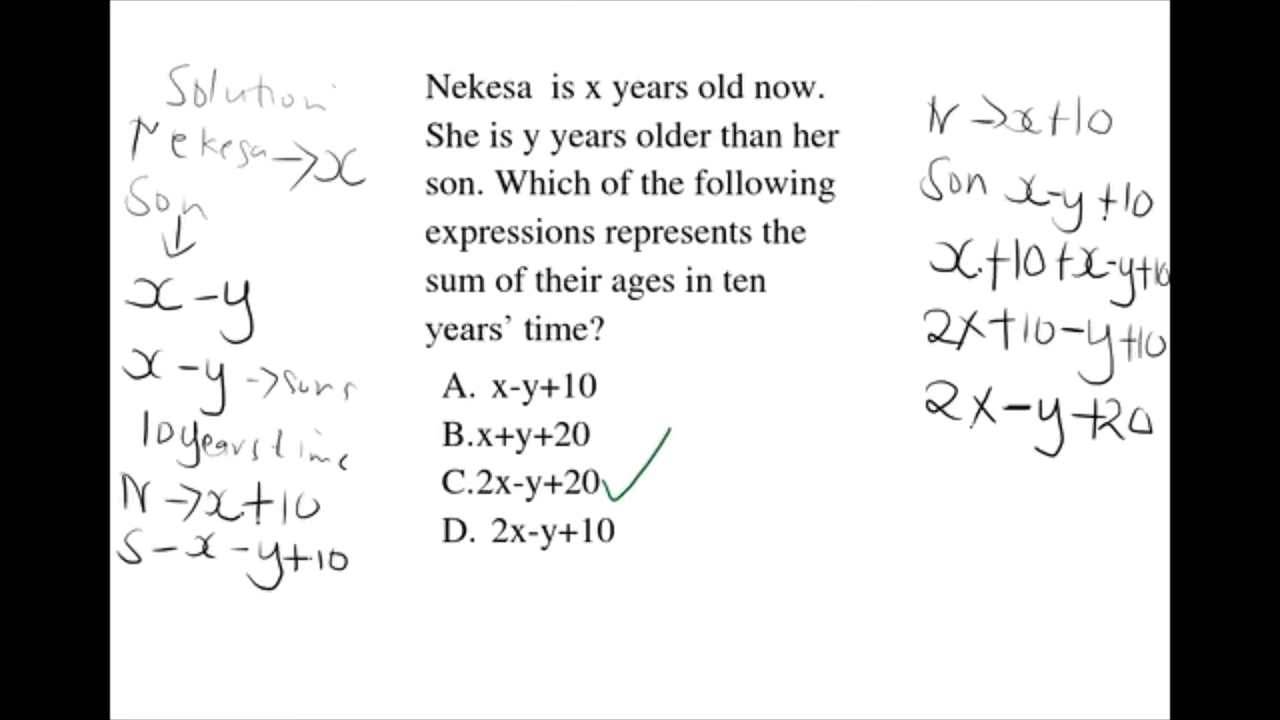 Solution
Nekesa → x
Son
↓
x - y
x - y → sons
10 years time
N → x + 10
S - x - y + 10
Nekesa is x years old now.
She is y years older than her
son. Which of the following
expressions represents the
sum of their ages in ten
years’ time?
A. x-y+10
B.x+y+20
C.2x-y+20
D. 2x-y+10
N → x + 10
Son x - y + 10
x + 10 + x - y + 10
2x + 10 - y + 10
2x - y + 20